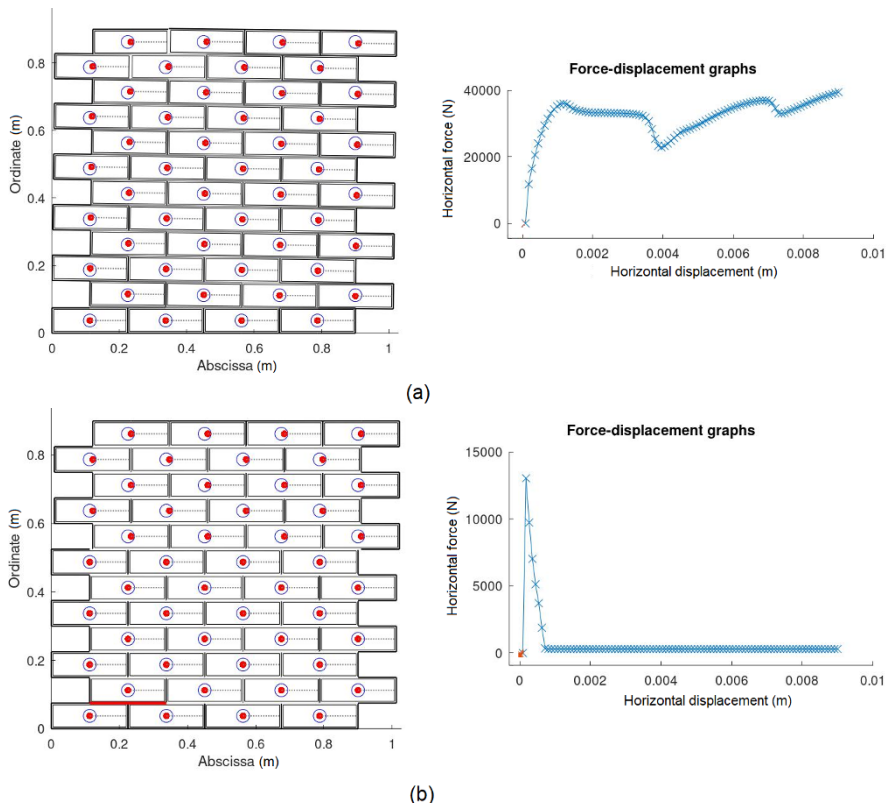 0.8
0.6
0.4
0.2
0
Ordinate (m)
0 0.2 0.4 0.6 0.8 1
Abscissa (m)
Force-displacement graphs
40000
20000
0
Horizontal force (N)
0 0.002 0.004 0.006 0.008 0.01
Horizontal displacement (m)
(a)
0.8
0.6
0.4
0.2
0
Ordinate (m)
0 0.2 0.4 0.6 0.8 1
Abscissa (m)
Force-displacement graphs
15000
10000
5000
0
Horizontal force (N)
0 0.002 0.004 0.006 0.008 0.01
Horizontal displacement (m)
(b)